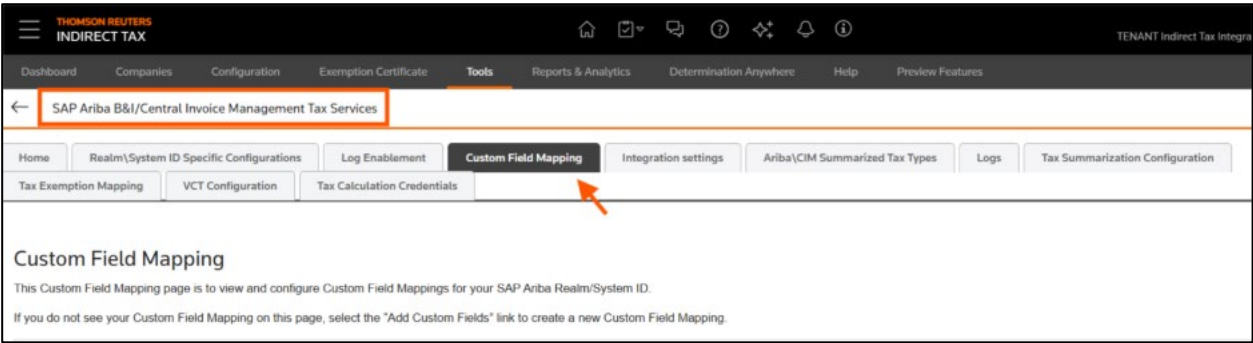 THOMSON REUTERS
INDIRECT TAX
TENANT Indirect Tax Integra
Dashboard Companies Configuration Exemption Certificate Tools Reports & Analytics Determination Anywhere Help Preview Features
SAP Ariba B&I/Central Invoice Management Tax Services
Home Realm\System ID Specific Configurations Log Enablement Custom Field Mapping Integration settings Ariba\CIM Summarized Tax Types Logs Tax Summarization Configuration
Tax Exemption Mapping VCT Configuration Tax Calculation Credentials
Custom Field Mapping
This Custom Field Mapping page is to view and configure Custom Field Mappings for your SAP Ariba Realm/System ID.
If you do not see your Custom Field Mapping on this page, select the "Add Custom Fields" link to create a new Custom Field Mapping.